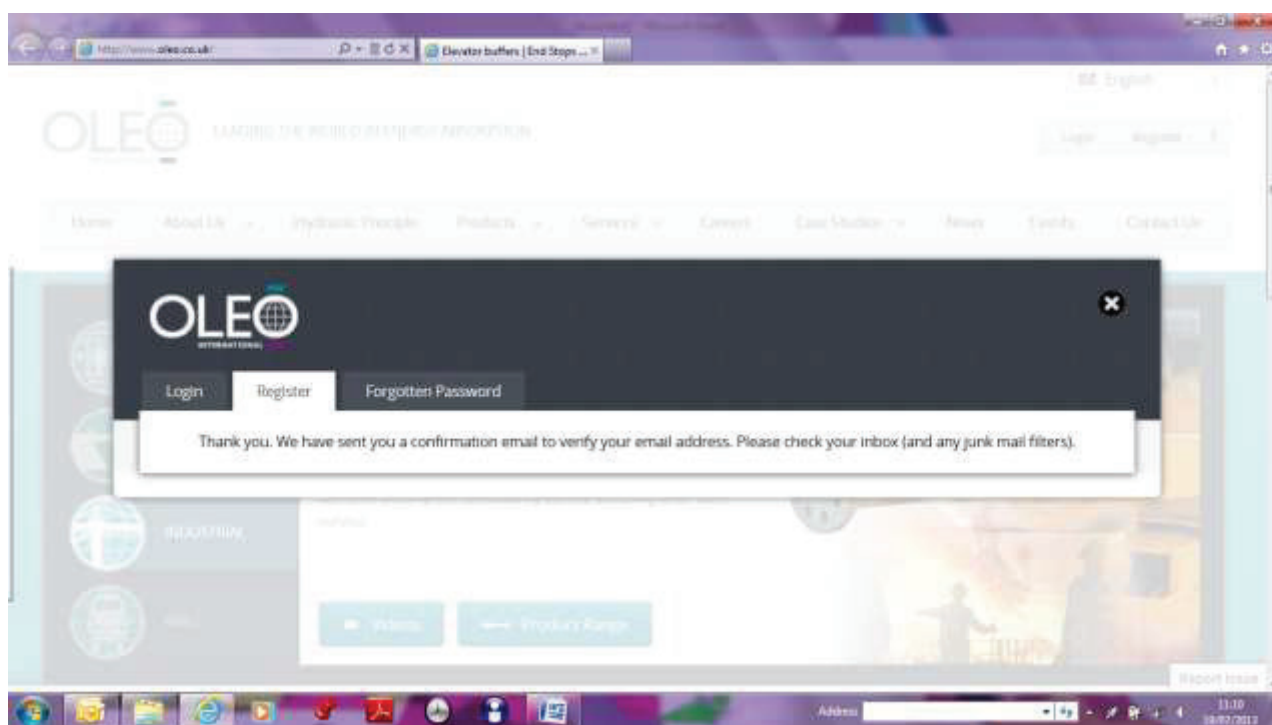 http://www.oleo.co.uk/
Elevator buffers | End Stops ...
English
OLEO
LEADING THE WORLD IN ENERGY ABSORPTION
Login Register
Home About Us Hydraulic Principle Products Services Careers Case Studies News Events Contact Us
OLEO
INTERNATIONAL
Login Register Forgotten Password
Thank you. We have sent you a confirmation email to verify your email address. Please check your inbox (and any junk mail filters).
INDUSTRIAL
Videos Product Range
Report Issue
Address
11:10